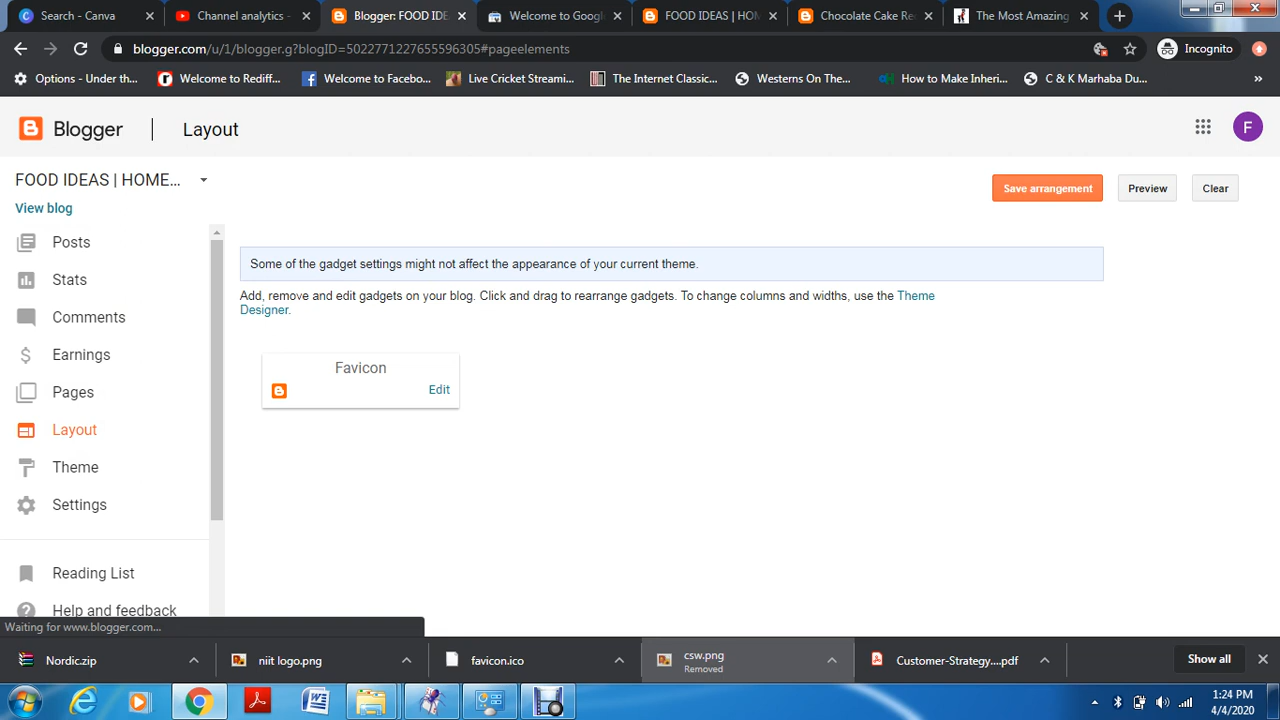 Search - Canva
Channel analytics -
Blogger: FOOD IDE
Welcome to Googl
FOOD IDEAS | HOM
Chocolate Cake Re
The Most Amazing
blogger.com/u/1/blogger.g?blogID=5022771227655596305#pageelements
Incognito
Options - Under th...
Welcome to Rediff...
Welcome to Facebo...
Live Cricket Streami...
The Internet Classic...
Westerns On The...
How to Make Inheri...
C & K Marhaba Du...
Blogger
Layout
F
FOOD IDEAS | HOME...
Save arrangement
Preview
Clear
View blog
Posts
Stats
Comments
Earnings
Pages
Layout
Theme
Settings
Reading List
Help and feedback
Some of the gadget settings might not affect the appearance of your current theme.
Add, remove and edit gadgets on your blog. Click and drag to rearrange gadgets. To change columns and widths, use the Theme
Designer.
Favicon
Edit
Waiting for www.blogger.com...
Nordic.zip
niit logo.png
favicon.ico
csw.png
Removed
Customer-Strategy....pdf
Show all
1:24 PM
4/4/2020